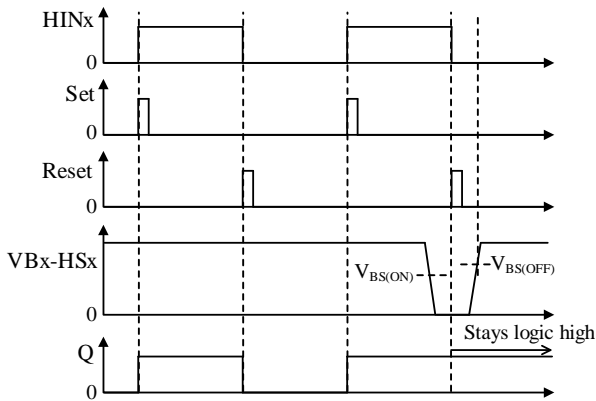 HINx
0
Set
0
Reset
0
VBx-HSx
VBS(ON)
VBS(OFF)
0
Stays logic high
Q
0